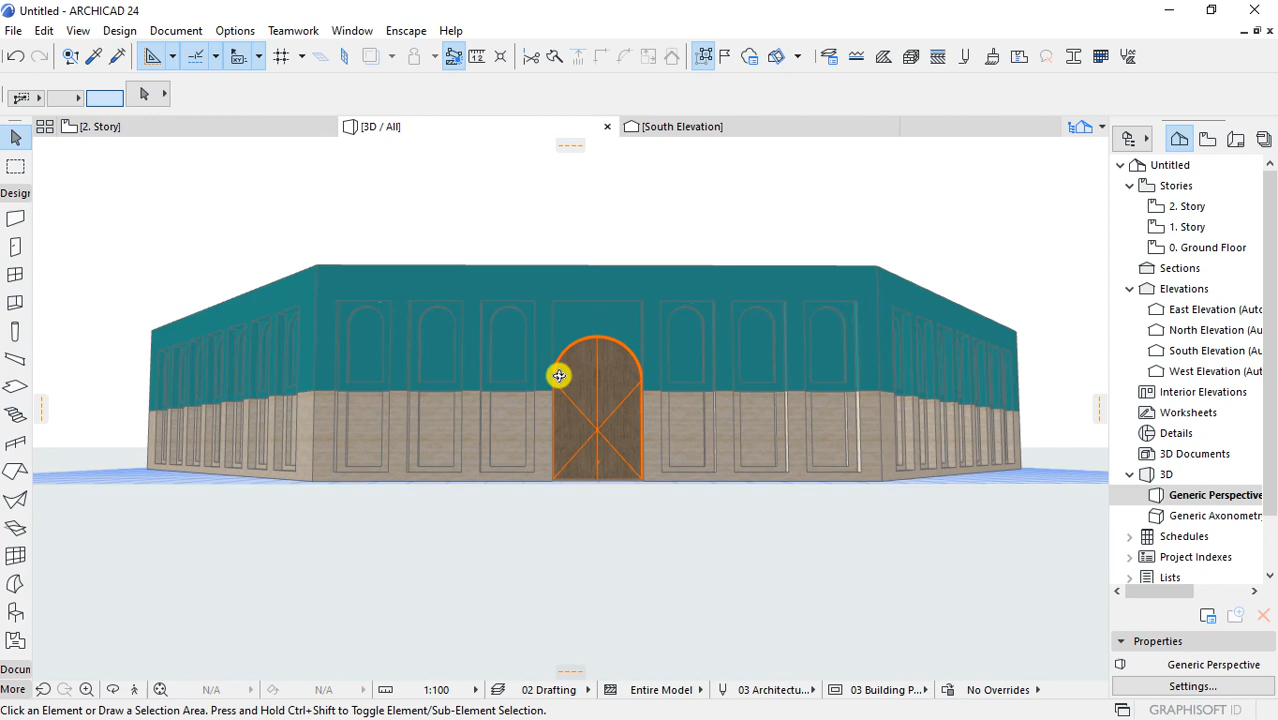 Untitled - ARCHICAD 24
File Edit View Design Document Options Teamwork Window Enscape Help
[2. Story] [3D / All] [South Elevation]
Design
Docun
More
Untitled
Stories
2. Story
1. Story
0. Ground Floor
Sections
Elevations
East Elevation (Auto
North Elevation (Au
South Elevation (Au
West Elevation (Aut
Interior Elevations
Worksheets
Details
3D Documents
3D
Generic Perspective
Generic Axonometr
Schedules
Project Indexes
Lists
Properties
Generic Perspective
Settings...
N/A N/A 1:100 02 Drafting Entire Model 03 Architectu... 03 Building P... No Overrides
Click an Element or Draw a Selection Area. Press and Hold Ctrl+Shift to Toggle Element/Sub-Element Selection.
GRAPHISOFT ID